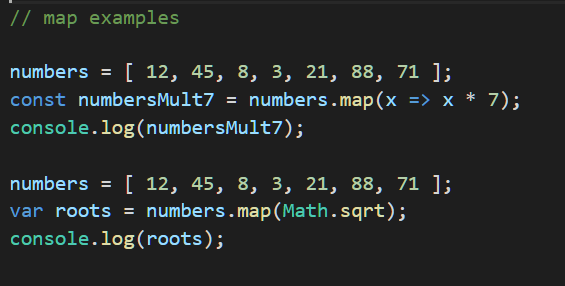 // map examples
numbers = [ 12, 45, 8, 3, 21, 88, 71 ];
const numbersMult7 = numbers.map(x => x * 7);
console.log(numbersMult7);
numbers = [ 12, 45, 8, 3, 21, 88, 71 ];
var roots = numbers.map(Math.sqrt);
console.log(roots);